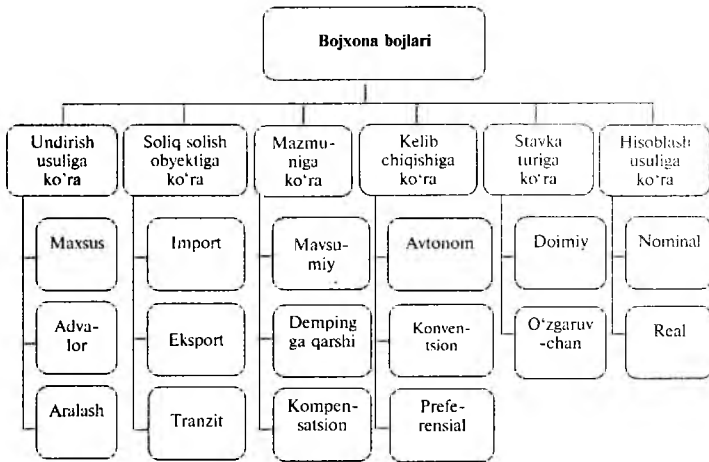 Bojxona bojlari
Undirish
usuliga
ko'ra
Soliq solish
obyektiga
ko'ra
Mazmu-
niga
ko'ra
Kelib
chiqishiga
ko'ra
Stavka
turiga
ko'ra
Hisoblash
usuliga
ko'ra
Maxsus
Import
Mavsu-
miy
Avtonom
Doimiy
Nominal
Adva-
lor
Eksport
Demping
ga qarshi
Konven-
tsion
O'zgaruv
-chan
Real
Aralash
Tranzit
Kompen-
satsion
Prefe-
rensial